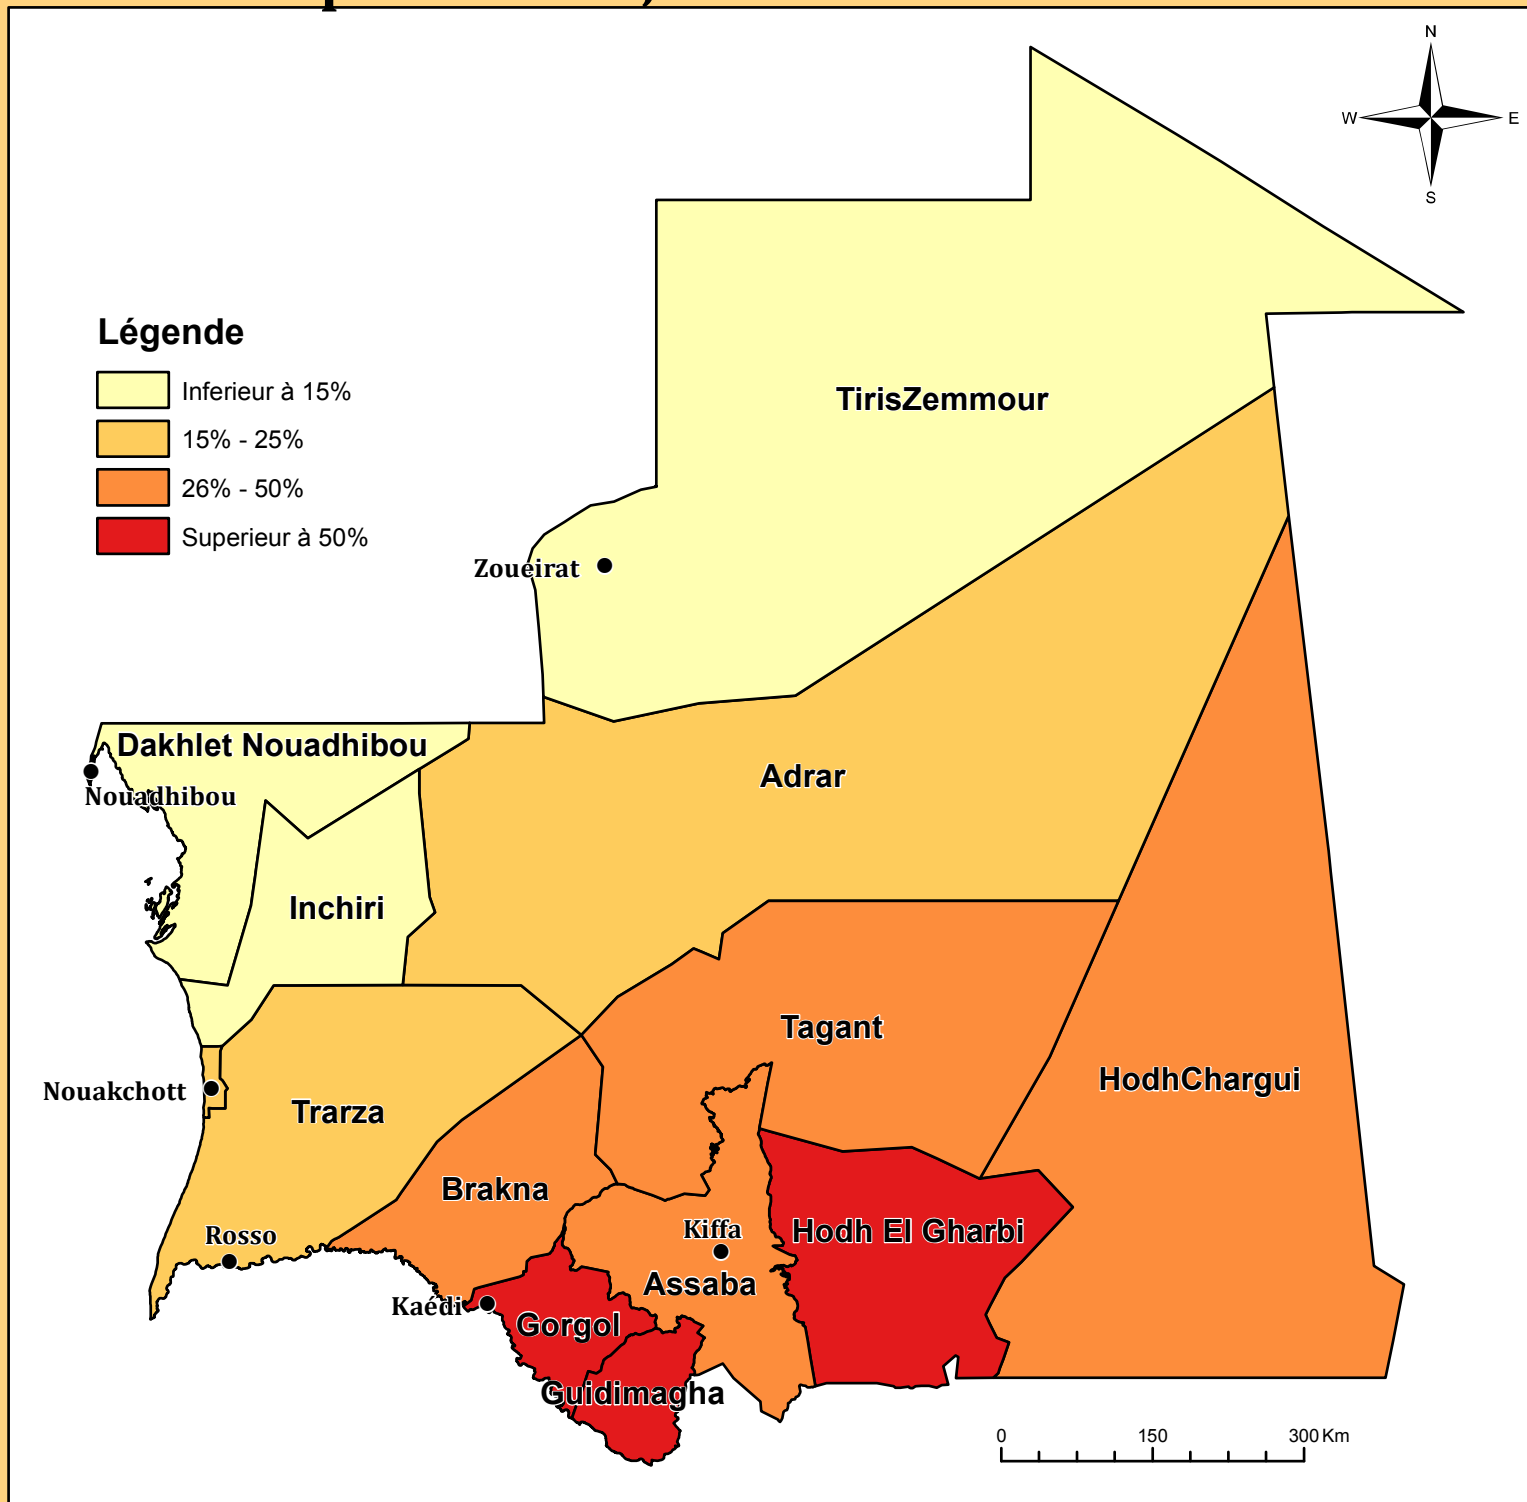 N
W E
S
Légende
Inferieur à 15%
15% - 25%
26% - 50%
Superieur à 50%
TirisZemmour
Zoueirat
Dakhlet Nouadhibou
Nouadhibou
Adrar
Inchiri
Tagant
HodhChargui
Nouakchott
Trarza
Brakna
Rosso
Kiffa
Hodh El Gharbi
Assaba
Kaédi
Gorgol
Guidimagha
0 150 300 Km